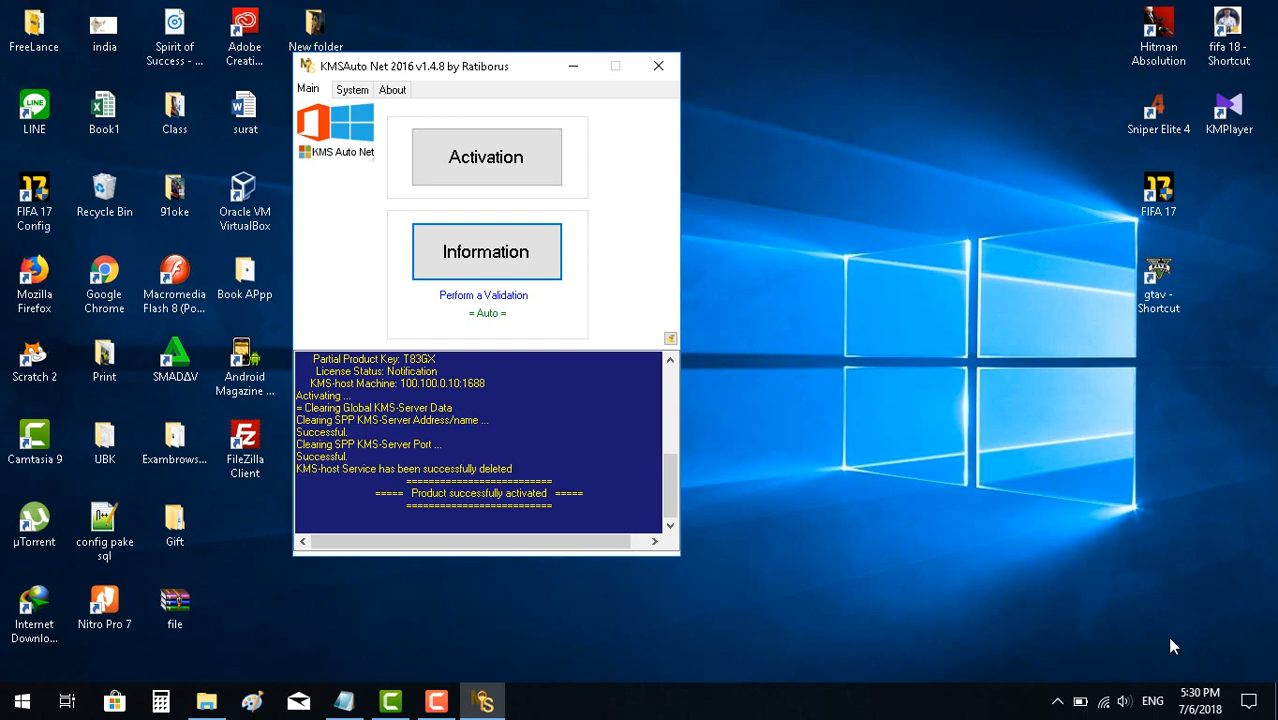 FreeLance
india
Spirit of
Success - ...
Adobe
Creati...
New folder
Hitman
Absolution
fifa 18 -
Shortcut
LINE
Book1
Class
surat
Sniper Elite 4
KMPlayer
FIFA 17
Config
Recycle Bin
91oke
Oracle VM
VirtualBox
17
FIFA 17
Mozilla
Firefox
Google
Chrome
Macromedia
Flash 8 (Po...
Book APpp
gtav -
Shortcut
Scratch 2
Print
SMADΔV
Android
Magazine ...
Camtasia 9
UBK
Exambrows...
FileZilla
Client
µTorrent
config pake
sql
Gift
Internet
Downlo...
Nitro Pro 7
file
KMSAuto Net 2016 v1.4.8 by Ratiborus
Main
System
About
KMS Auto Net
Activation
Information
Perform a Validation
= Auto =
Partial Product Key: T83GX
License Status: Notification
KMS-host Machine: 100.100.0.10:1688
Activating ...
= Clearing Global KMS-Server Data
Clearing SPP KMS-Server Address/name ...
Successful.
Clearing SPP KMS-Server Port ...
Successful.
KMS-host Service has been successfully deleted
==========================
===== Product successfully activated =====
==========================
ENG
5:30 PM
7/6/2018